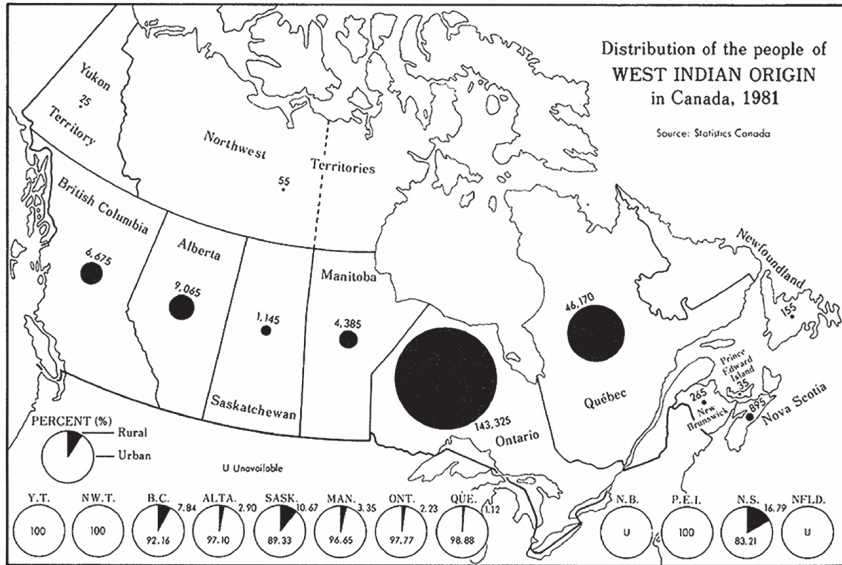 Distribution of the people of
WEST INDIAN ORIGIN
in Canada, 1981
Source: Statistics Canada
Yukon
25
Territory
Northwest
Territories
55
British Columbia
6,675
Alberta
9,065
1,145
Saskatchewan
Manitoba
4,385
143,325
Ontario
46,170
Québec
Newfoundland
155
Prince
Edward
Island
35
265
New
Brunswick
895
Nova Scotia
PERCENT (%)
Rural
Urban
U Unavailable
Y.T.
100
NW.T.
100
B.C.
7.84
92.16
ALTA.
2.90
97.10
SASK.
10.67
89.33
MAN.
3.35
96.65
ONT.
2.23
97.77
QUE.
1.12
98.88
N.B.
U
P.E.I.
100
N.S.
16.79
83.21
NFLD.
U